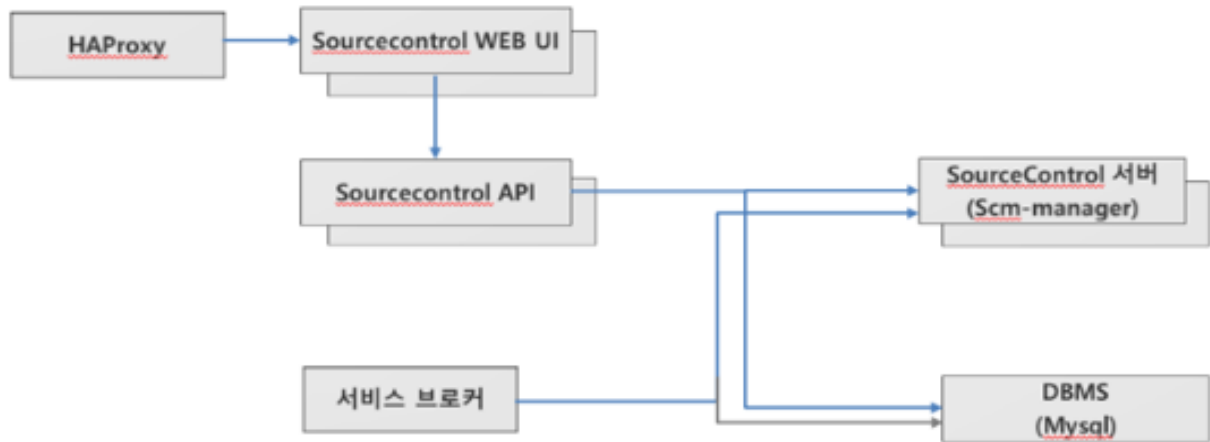 HAProxy
Sourcecontrol WEB UI
Sourcecontrol API
SourceControl 서버
(Scm-manager)
서비스 브로커
DBMS
(Mysql)